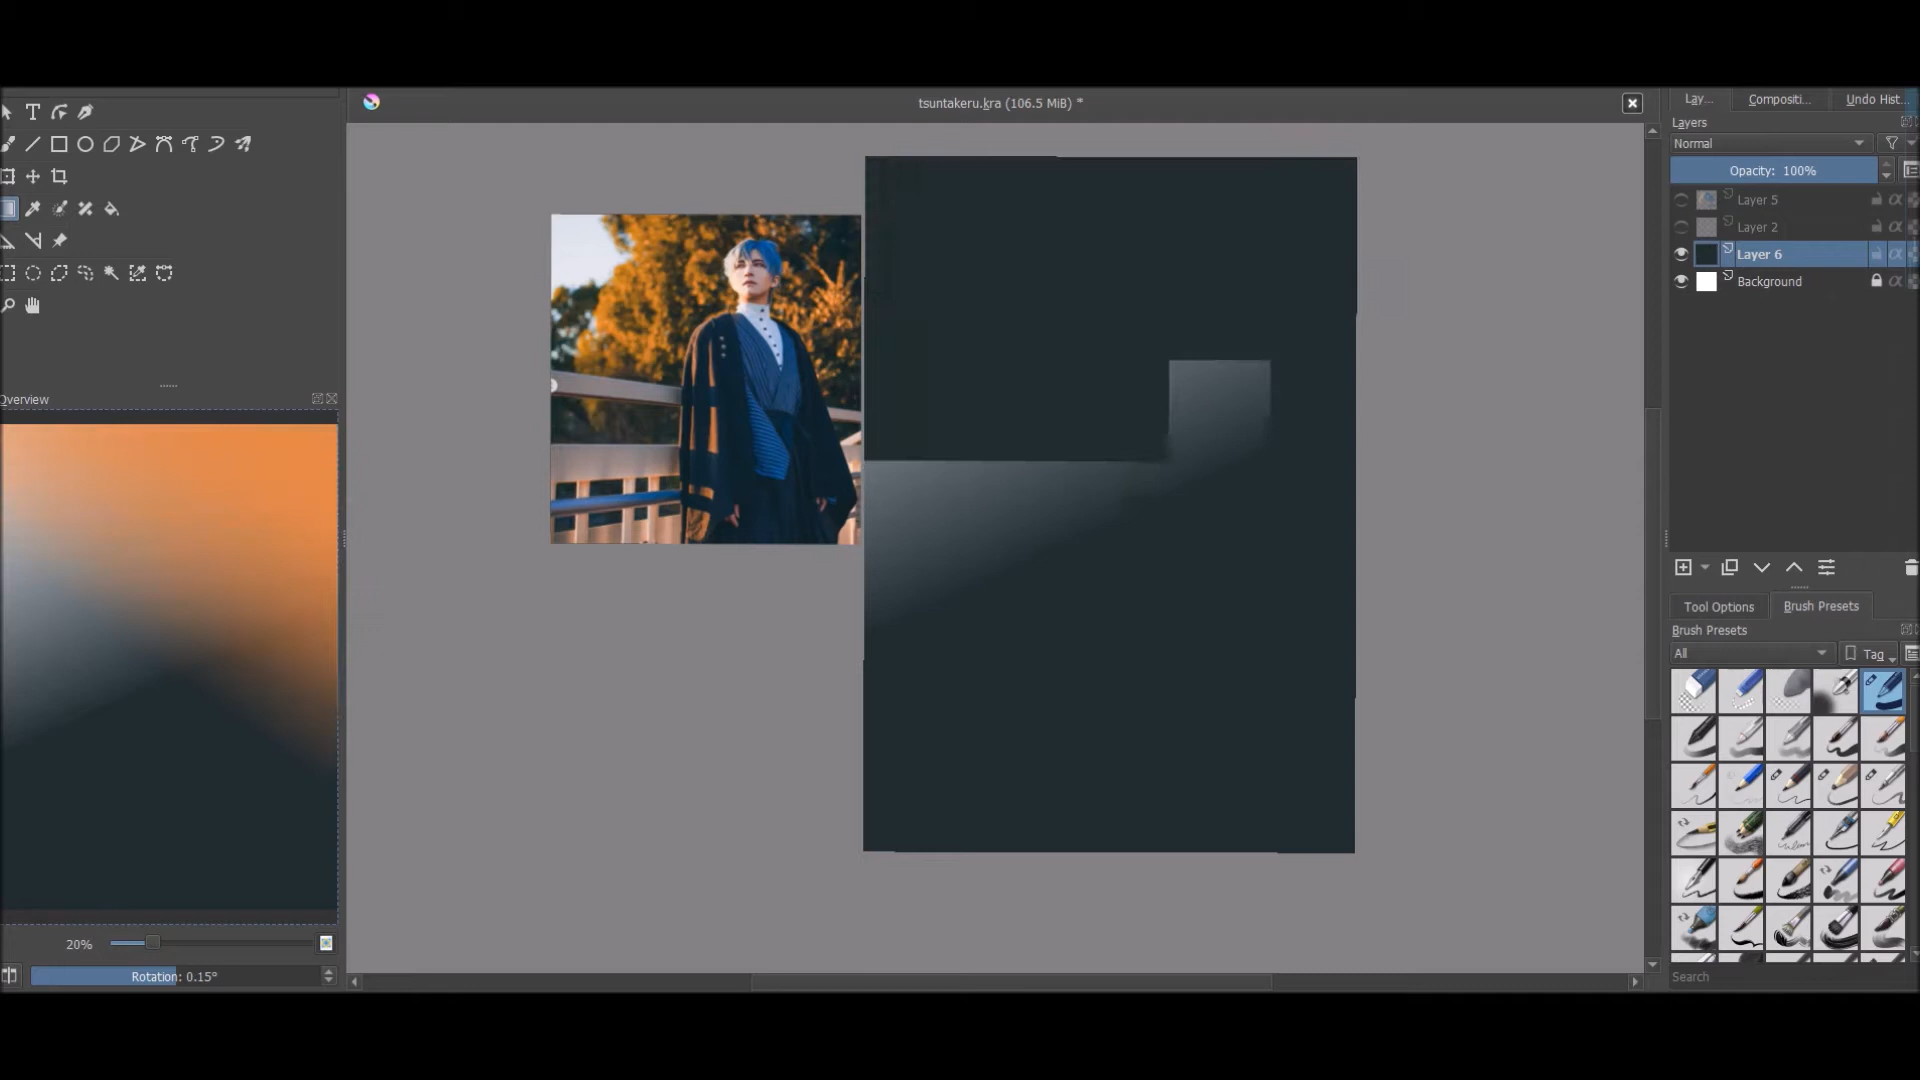 tsuntakeru.kra (106.5 MiB) *
Lay...
Compositi...
Undo Hist...
Layers
Normal
Opacity: 100%
Layer 5
Layer 2
Layer 6
Background
Overview
Tool Options
Brush Presets
Brush Presets
All
Tag
20%
Rotation: 0.15°
Search